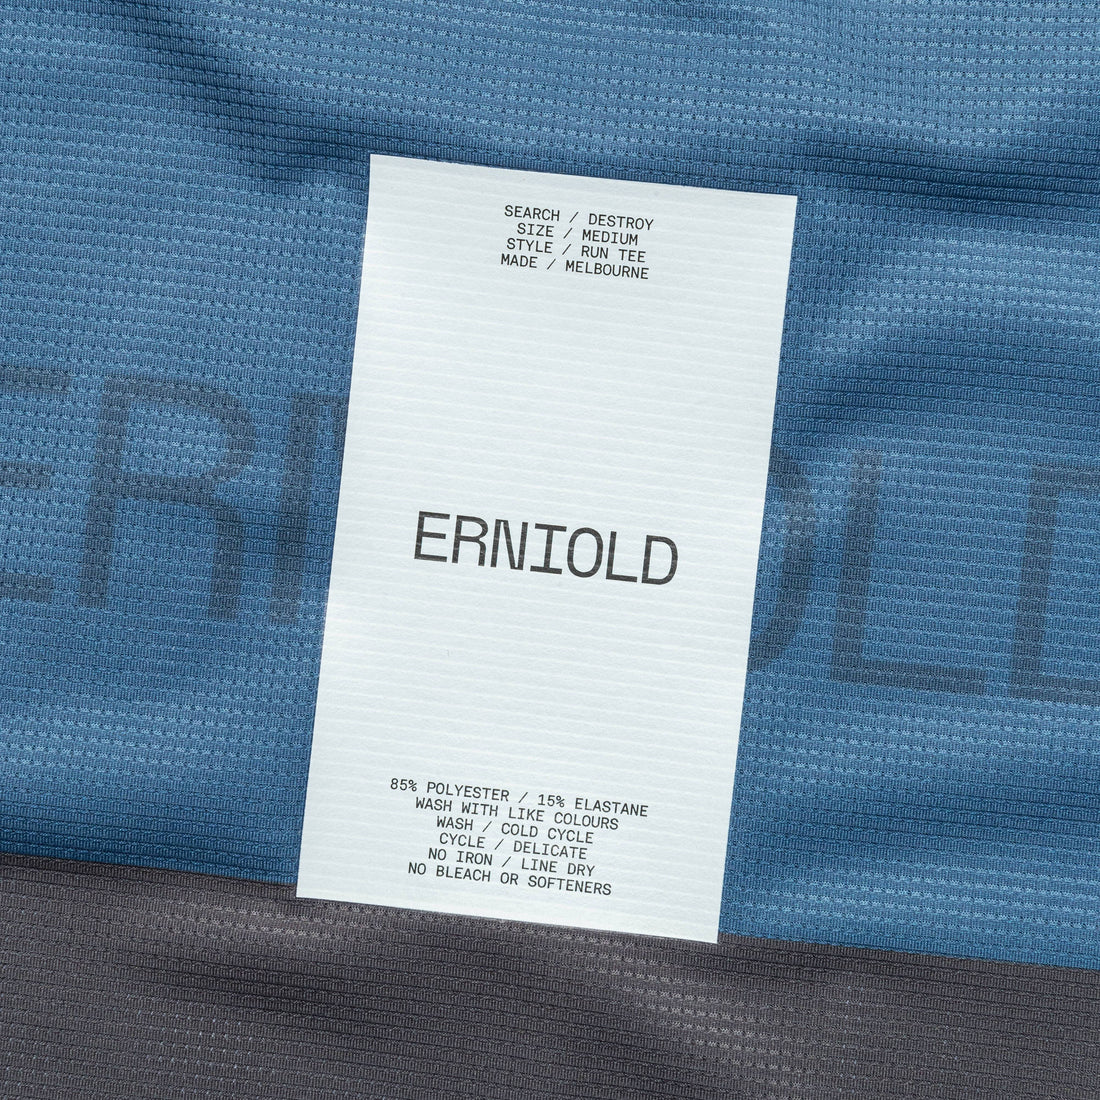 SEARCH / DESTROY
SIZE / MEDIUM
STYLE / RUN TEE
MADE / MELBOURNE
ERNIOLD
85% POLYESTER / 15% ELASTANE
WASH WITH LIKE COLOURS
WASH / COLD CYCLE
CYCLE / DELICATE
NO IRON / LINE DRY
NO BLEACH OR SOFTENERS